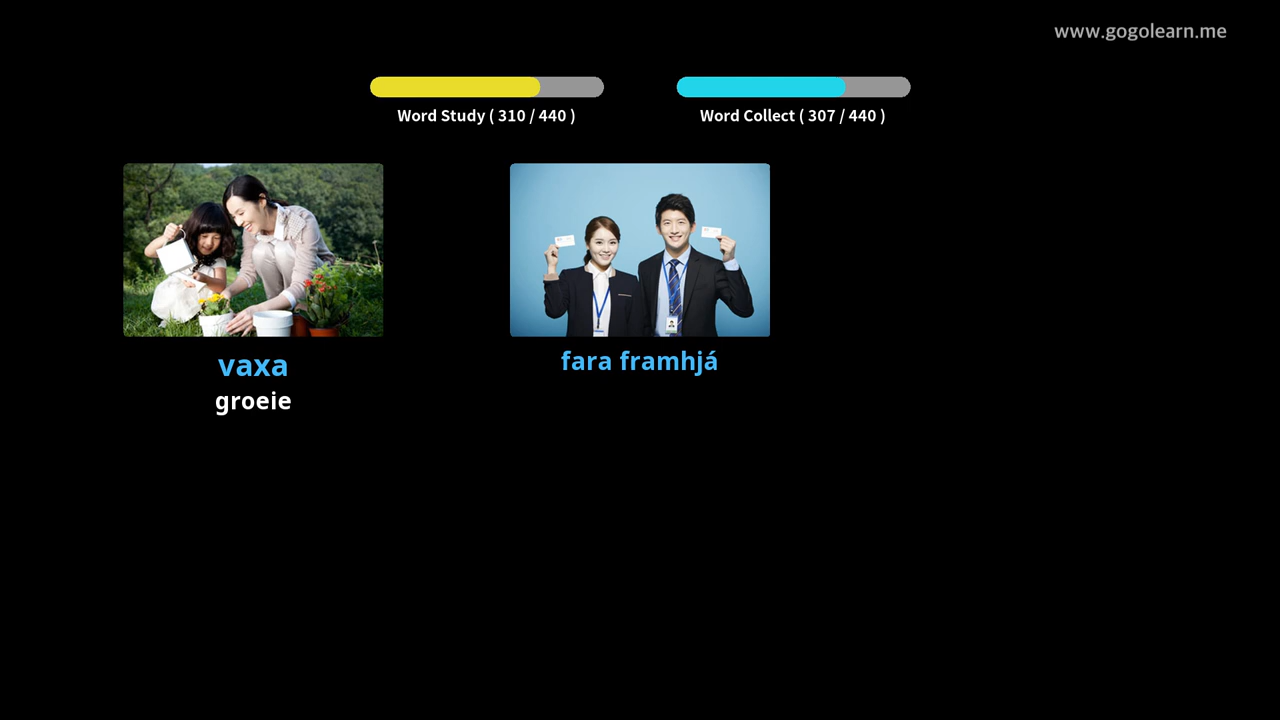 www.gogolearn.me
Word Study ( 310 / 440 )
Word Collect ( 307 / 440 )
vaxa
groeie
fara framhjá